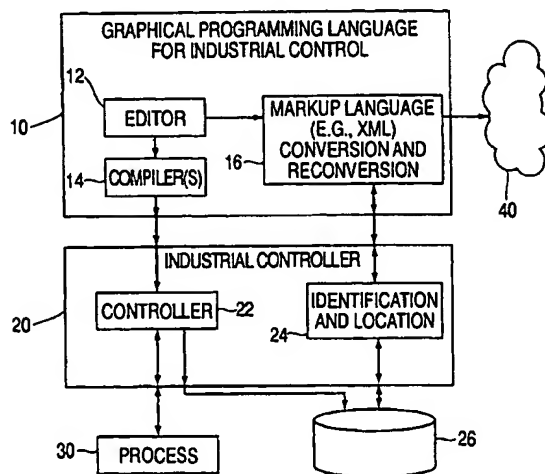 GRAPHICAL PROGRAMMING LANGUAGE
FOR INDUSTRIAL CONTROL
12
EDITOR
MARKUP LANGUAGE
(E.G., XML)
CONVERSION AND
RECONVERSION
10
14
COMPILER(S)
16
40
INDUSTRIAL CONTROLLER
CONTROLLER
22
IDENTIFICATION
AND LOCATION
20
24
30
PROCESS
26